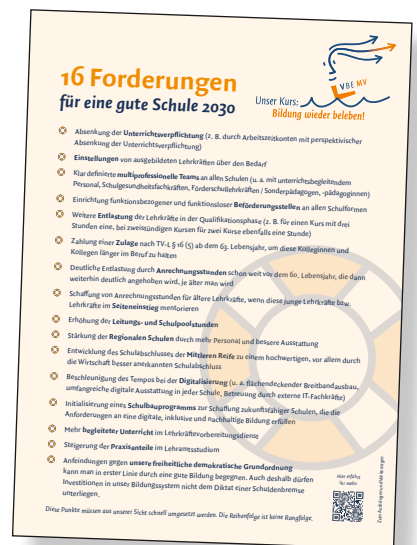 16 Forderungen
für eine gute Schule 2030
VBE MV
Unser Kurs:
Bildung wieder beleben!
Absenkung der Unterrichtsverpflichtung (z. B. durch Arbeitszeitkonten mit perspektivischer
Absenkung der Unterrichtsverpflichtung)
Einstellungen von ausgebildeten Lehrkräften über den Bedarf
Klar definierte multiprofessionelle Teams an allen Schulen (u. a. mit unterrichtsbegleitendem
Personal, Schulgesundheitsfachkräften, Förderschullehrkräften / Sonderpädagogen, -pädagoginnen)
Einrichtung funktionsbezogener und funktionsloser Beförderungsstellen an allen Schulformen
Weitere Entlastung der Lehrkräfte in der Qualifikationsphase (z. B. für einen Kurs mit drei
Stunden eine, bei zweistündigen Kursen für zwei Kurse ebenfalls eine Stunde)
Zahlung einer Zulage nach TV-L § 16 (5) ab dem 63. Lebensjahr, um diese Kolleginnen und
Kollegen länger im Beruf zu halten
Deutliche Entlastung durch Anrechnungsstunden schon weit vor dem 60. Lebensjahr, die dann
weiterhin deutlich angehoben wird, je älter man wird
Schaffung von Anrechnungsstunden für ältere Lehrkräfte, wenn diese junge Lehrkräfte bzw.
Lehrkräfte im Seiteneinstieg mentorieren
Erhöhung der Leitungs- und Schulpoolstunden
Stärkung der Regionalen Schulen durch mehr Personal und bessere Ausstattung
Entwicklung des Schulabschlusses der Mittleren Reife zu einem hochwertigen, vor allem durch
die Wirtschaft besser anerkannten Schulabschluss
Beschleunigung des Tempos bei der Digitalisierung (u. a. flächendeckender Breitbandausbau,
umfangreiche digitale Ausstattung in jeder Schule, Betreuung durch externe IT-Fachkräfte)
Initialisierung eines Schulbauprogramms zur Schaffung zukunftsfähiger Schulen, die die
Anforderungen an eine digitale, inklusive und nachhaltige Bildung erfüllen
Mehr begleiteter Unterricht im Lehrkräftevorbereitungsdienst
Steigerung der Praxisanteile im Lehramtsstudium
Anfeindungen gegen unsere freiheitliche demokratische Grundordnung
kann man in erster Linie durch eine gute Bildung begegnen. Auch deshalb dürfen
Investitionen in unser Bildungssystem nicht dem Diktat einer Schuldenbremse
unterliegen.
Diese Punkte müssen aus unserer Sicht schnell umgesetzt werden. Die Reihenfolge ist keine Rangfolge.
Hier erfährst
Du mehr: